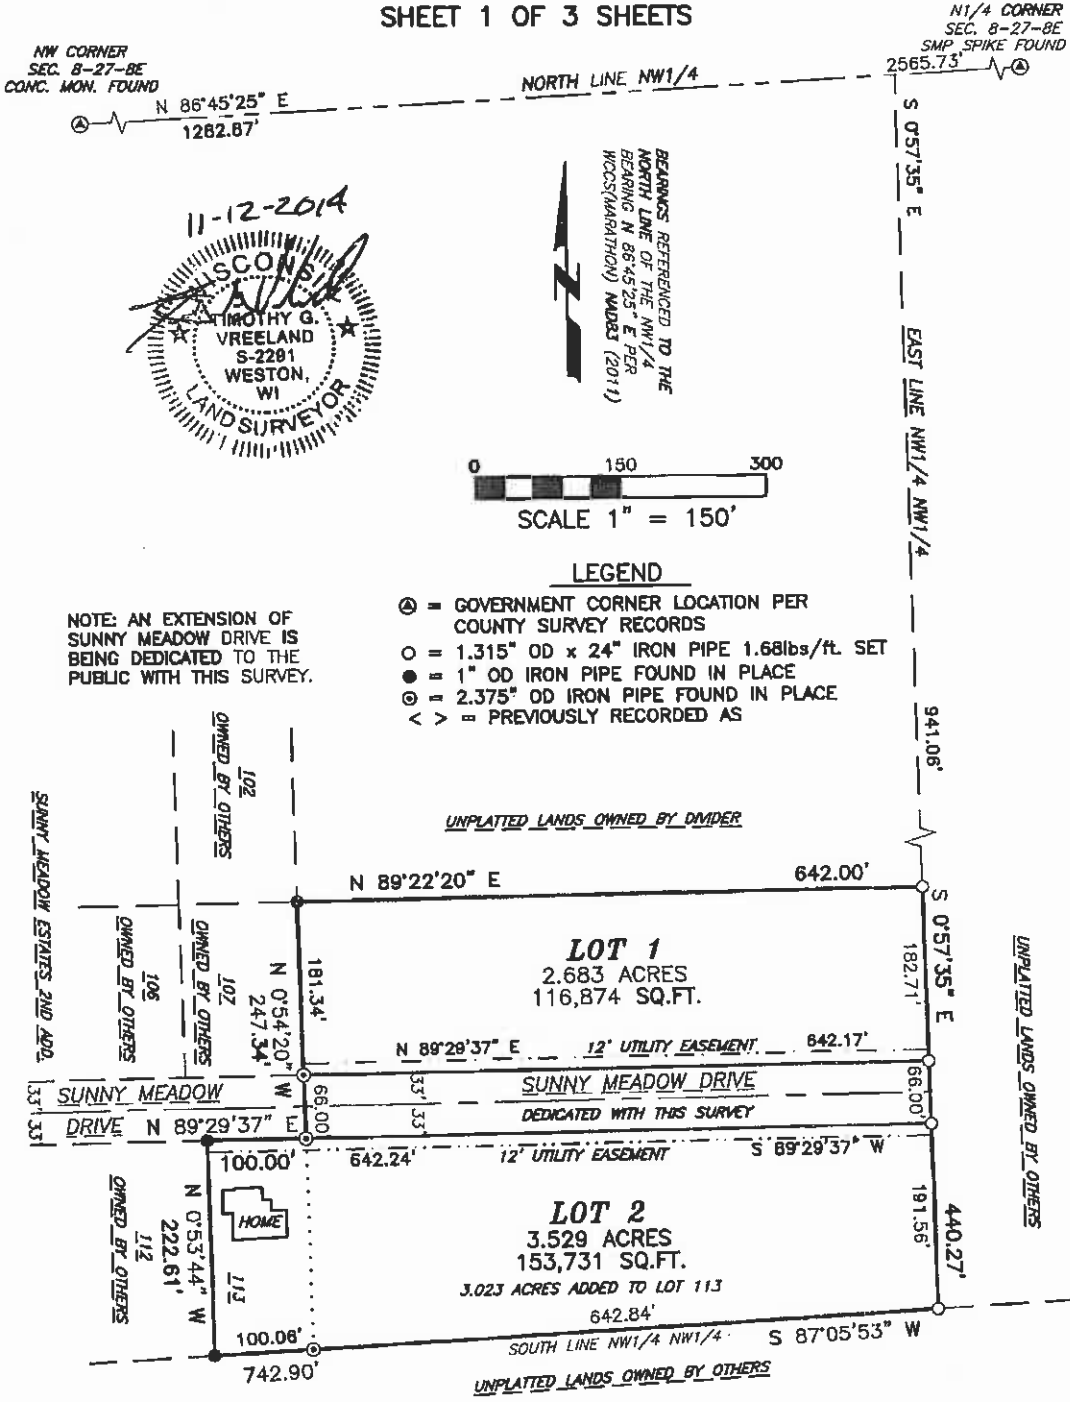 SHEET 1 OF 3 SHEETS
NW CORNER
SEC. 8-27-8E
CONC. MON. FOUND
N1/4 CORNER
SEC. 8-27-8E
SMP SPIKE FOUND
2565.73'
NORTH LINE NW1/4
N 86°45'25" E
1282.87'
S 0°57'35" E
EAST LINE NW1/4 NW1/4
941.06'
11-12-2014
WISCONSIN
TIMOTHY G.
VREELAND
S-2291
WESTON,
WI
LAND SURVEYOR
N
BEARINGS REFERENCED TO THE
NORTH LINE OF THE NW1/4
BEARING N 86°45'25" E PER
WCCS(MARATHON) NAD83 (2011)
0 150 300
SCALE 1" = 150'
LEGEND
= GOVERNMENT CORNER LOCATION PER
COUNTY SURVEY RECORDS
= 1.315" OD x 24" IRON PIPE 1.68lbs/ft. SET
= 1" OD IRON PIPE FOUND IN PLACE
= 2.375" OD IRON PIPE FOUND IN PLACE
< > = PREVIOUSLY RECORDED AS
NOTE: AN EXTENSION OF
SUNNY MEADOW DRIVE IS
BEING DEDICATED TO THE
PUBLIC WITH THIS SURVEY.
102
OWNED BY OTHERS
SUNNY MEADOW ESTATES 2ND ADD.
106
OWNED BY OTHERS
107
OWNED BY OTHERS
UNPLATTED LANDS OWNED BY DIVIDER
N 89°22'20" E 642.00'
LOT 1
2.683 ACRES
116,874 SQ.FT.
181.34'
N 0°54'20" W
247.34'
S 0°57'35" E
182.71'
N 89°29'37" E 12' UTILITY EASEMENT 642.17'
SUNNY MEADOW
DRIVE N 89°29'37" E
33'
33'
66.00'
33'
33'
SUNNY MEADOW DRIVE
DEDICATED WITH THIS SURVEY
66.00'
100.00' 642.24' 12' UTILITY EASEMENT S 89°29'37" W
UNPLATTED LANDS OWNED BY OTHERS
112
OWNED BY OTHERS
N 0°53'44" W
222.61'
HOME
113
LOT 2
3.529 ACRES
153,731 SQ.FT.
3.023 ACRES ADDED TO LOT 113
191.56'
440.27'
642.84'
100.06'
742.90'
SOUTH LINE NW1/4 NW1/4
S 87°05'53" W
UNPLATTED LANDS OWNED BY OTHERS